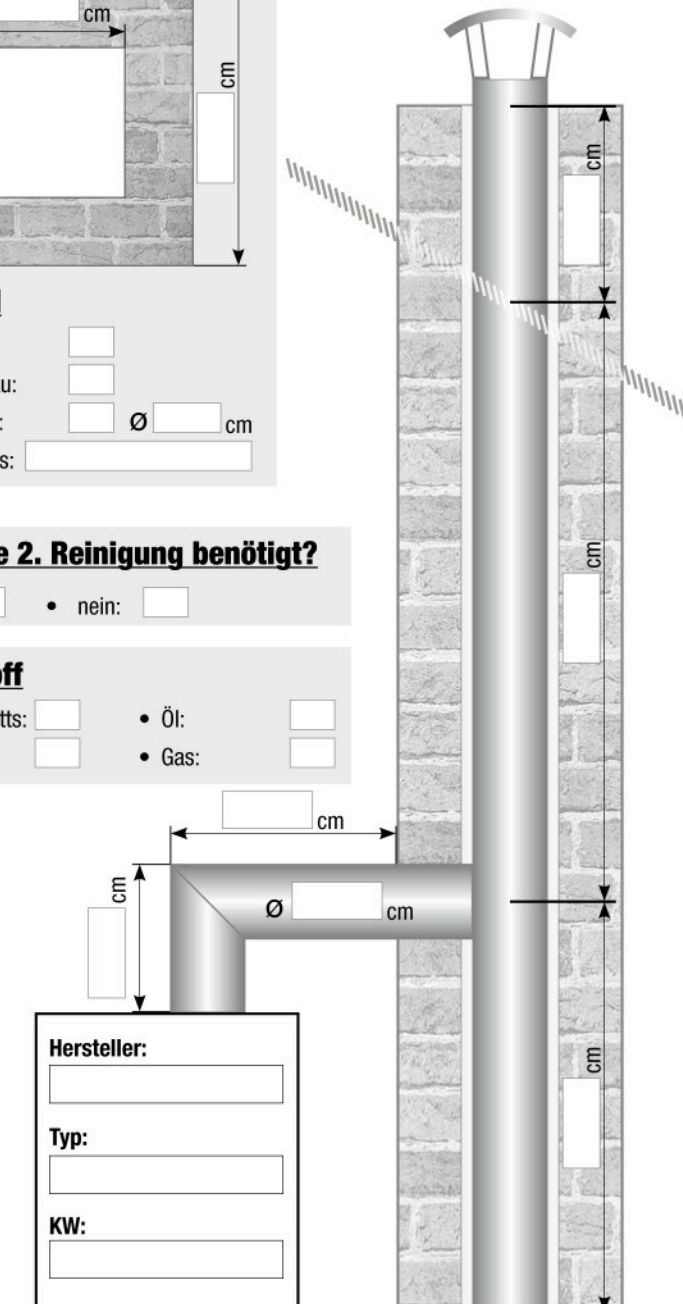 cm
cm
cm
u:
:
Ø cm
s:
e 2. Reinigung benötigt?
• nein:
off
tts:
• Öl:
• Gas:
cm
cm
cm
Ø cm
cm
Hersteller:
Typ:
KW:
cm